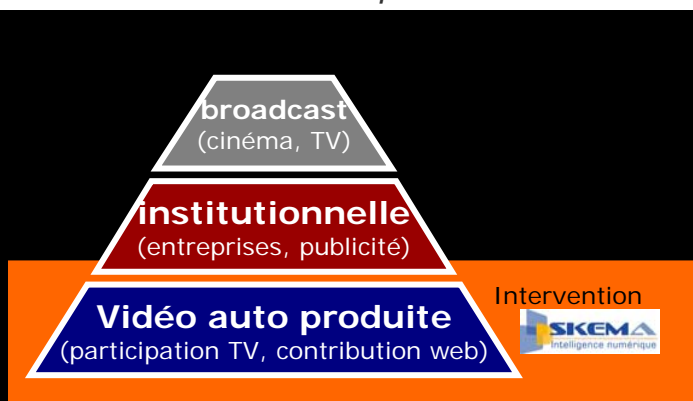 broadcast
(cinéma, TV)
institutionnelle
(entreprises, publicité)
Intervention
Vidéo auto produite
(participation TV, contribution web)
SKEMA
Intelligence numérique